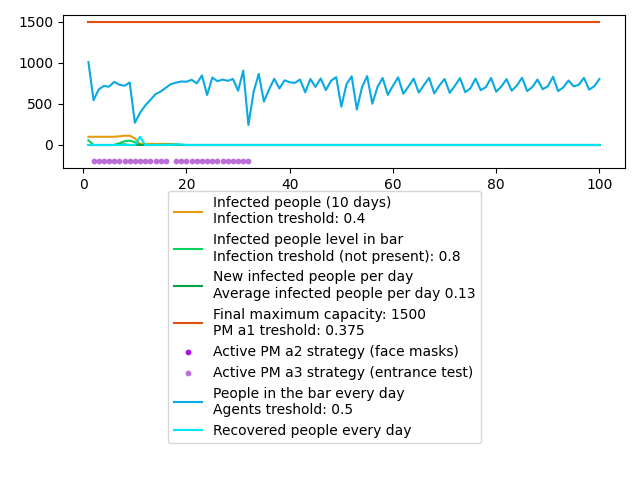 1500
1000
500
0
0 20 40 60 80 100
Infected people (10 days)
Infection treshold: 0.4
Infected people level in bar
Infection treshold (not present): 0.8
New infected people per day
Average infected people per day 0.13
Final maximum capacity: 1500
PM a1 treshold: 0.375
Active PM a2 strategy (face masks)
Active PM a3 strategy (entrance test)
People in the bar every day
Agents treshold: 0.5
Recovered people every day